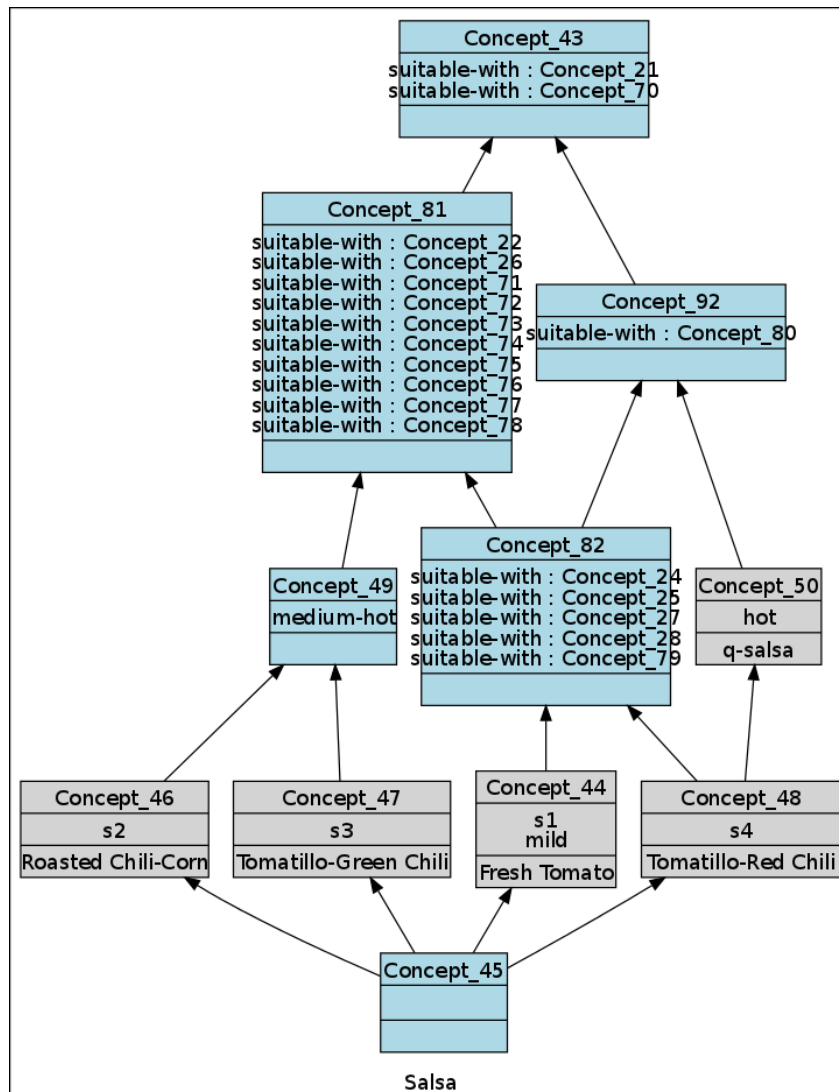 Concept_43
suitable-with : Concept_21
suitable-with : Concept_70
Concept_81
suitable-with : Concept_22
suitable-with : Concept_26
suitable-with : Concept_71
suitable-with : Concept_72
suitable-with : Concept_73
suitable-with : Concept_74
suitable-with : Concept_75
suitable-with : Concept_76
suitable-with : Concept_77
suitable-with : Concept_78
Concept_92
suitable-with : Concept_80
Concept_82
suitable-with : Concept_24
suitable-with : Concept_25
suitable-with : Concept_27
suitable-with : Concept_28
suitable-with : Concept_79
Concept_49
medium-hot
Concept_50
hot
q-salsa
Concept_46
s2
Roasted Chili-Corn
Concept_47
s3
Tomatillo-Green Chili
Concept_44
s1
mild
Fresh Tomato
Concept_48
s4
Tomatillo-Red Chili
Concept_45
Salsa